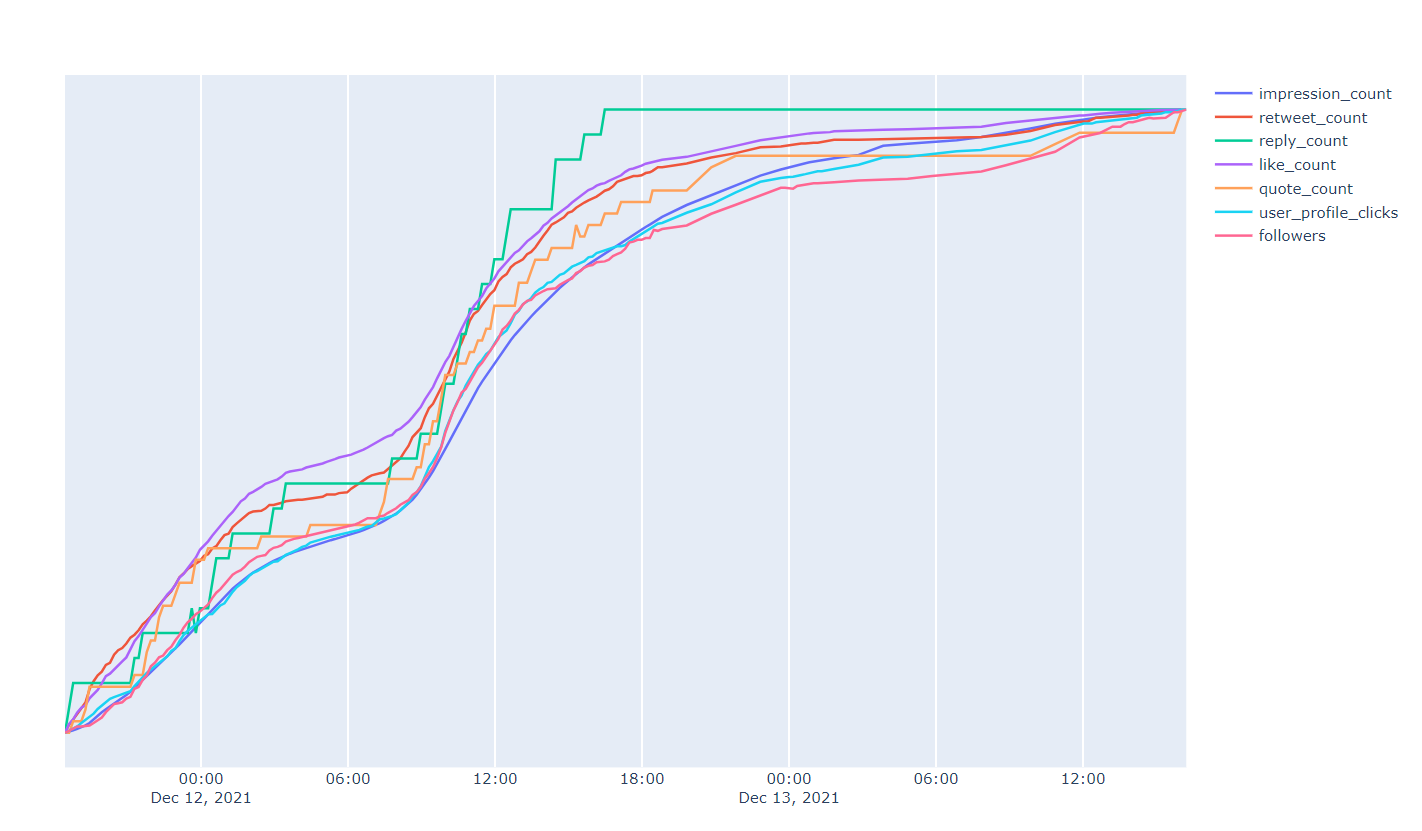 impression_count
retweet_count
reply_count
like_count
quote_count
user_profile_clicks
followers
00:00 06:00 12:00 18:00 00:00 06:00 12:00
Dec 12, 2021 Dec 13, 2021